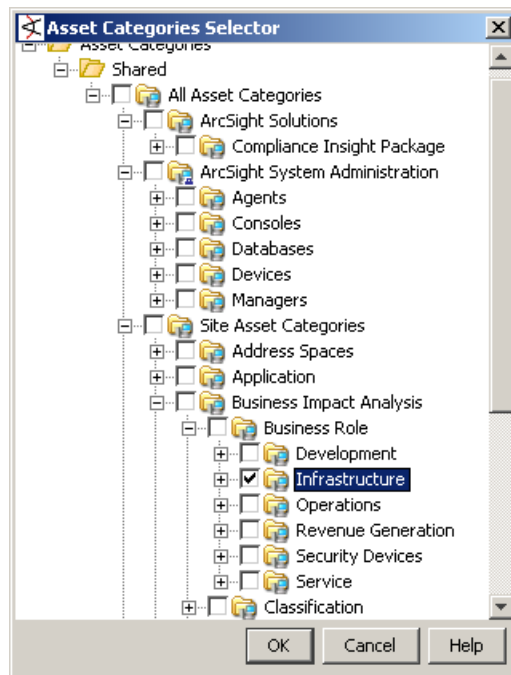 Asset Categories Selector
Asset Categories
Shared
All Asset Categories
ArcSight Solutions
Compliance Insight Package
ArcSight System Administration
Agents
Consoles
Databases
Devices
Managers
Site Asset Categories
Address Spaces
Application
Business Impact Analysis
Business Role
Development
Infrastructure
Operations
Revenue Generation
Security Devices
Service
Classification
OK Cancel Help